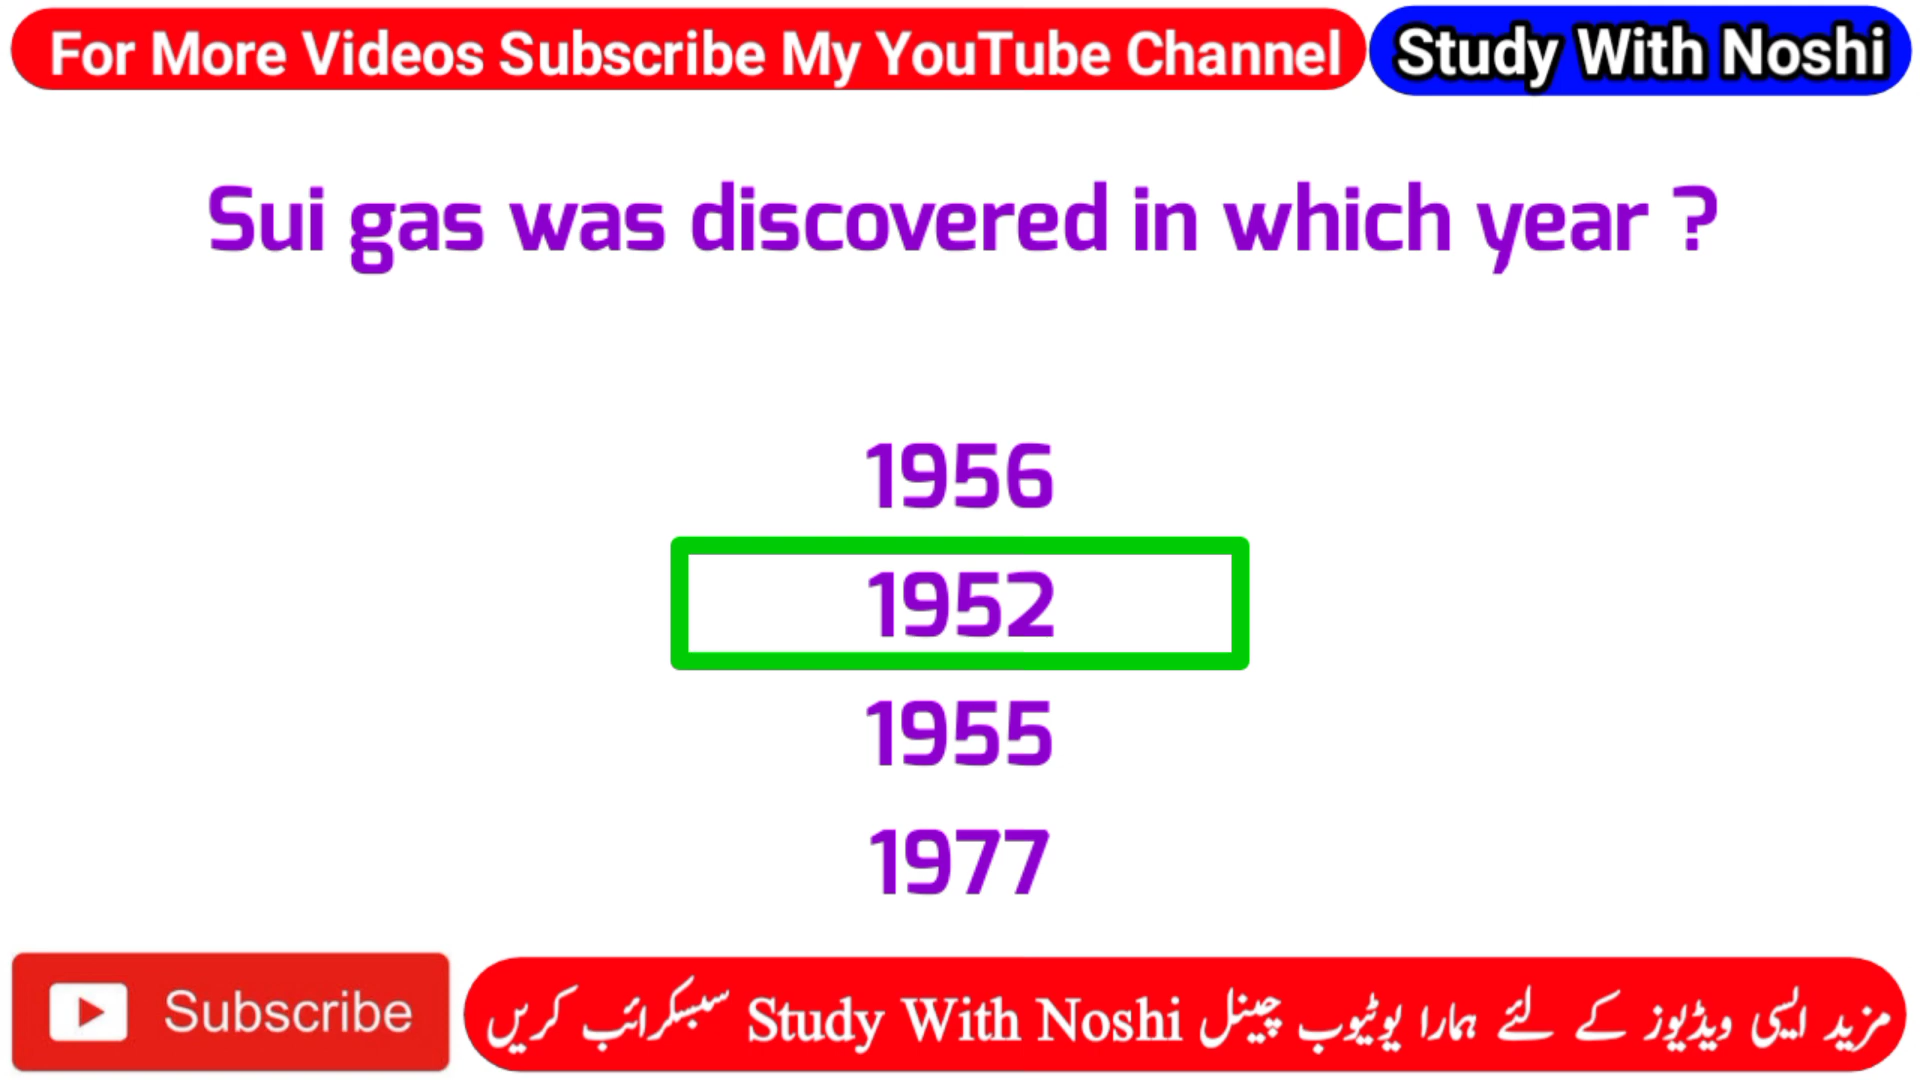 For More Videos Subscribe My YouTube Channel Study With Noshi
Sui gas was discovered in which year ?
1956
1952
1955
1977
Subscribe
مزید ایسی ویڈیوز کے لئے ہمارا یوٹیوب چینل Study With Noshi سبسکرائب کریں